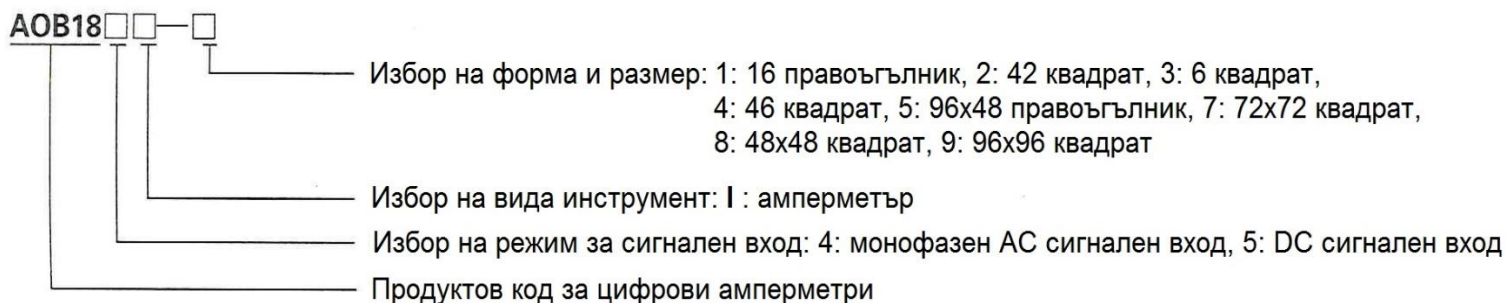 АОВ18□□—□
Избор на форма и размер: 1: 16 правоъгълник, 2: 42 квадрат, 3: 6 квадрат,
4: 46 квадрат, 5: 96x48 правоъгълник, 7: 72x72 квадрат,
8: 48x48 квадрат, 9: 96x96 квадрат
Избор на вида инструмент: I : амперметър
Избор на режим за сигнален вход: 4: монофазен AC сигнален вход, 5: DC сигнален вход
Продуктов код за цифрови амперметри